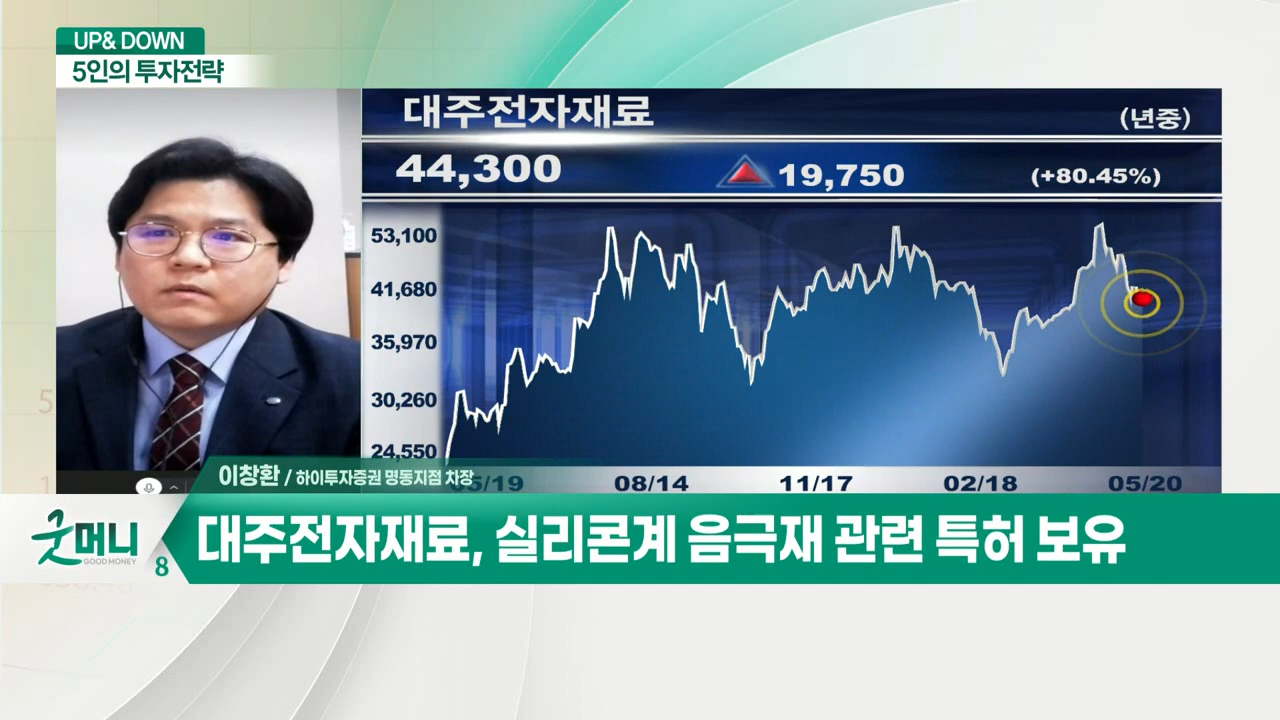 UP& DOWN
5인의 투자전략
대주전자재료
(년중)
44,300
19,750
(+80.45%)
53,100
41,680
35,970
30,260
24,550
05/19
08/14
11/17
02/18
05/20
이창환 / 하이투자증권 명동지점 차장
굿머니
GOOD MONEY
8
대주전자재료, 실리콘계 음극재 관련 특허 보유